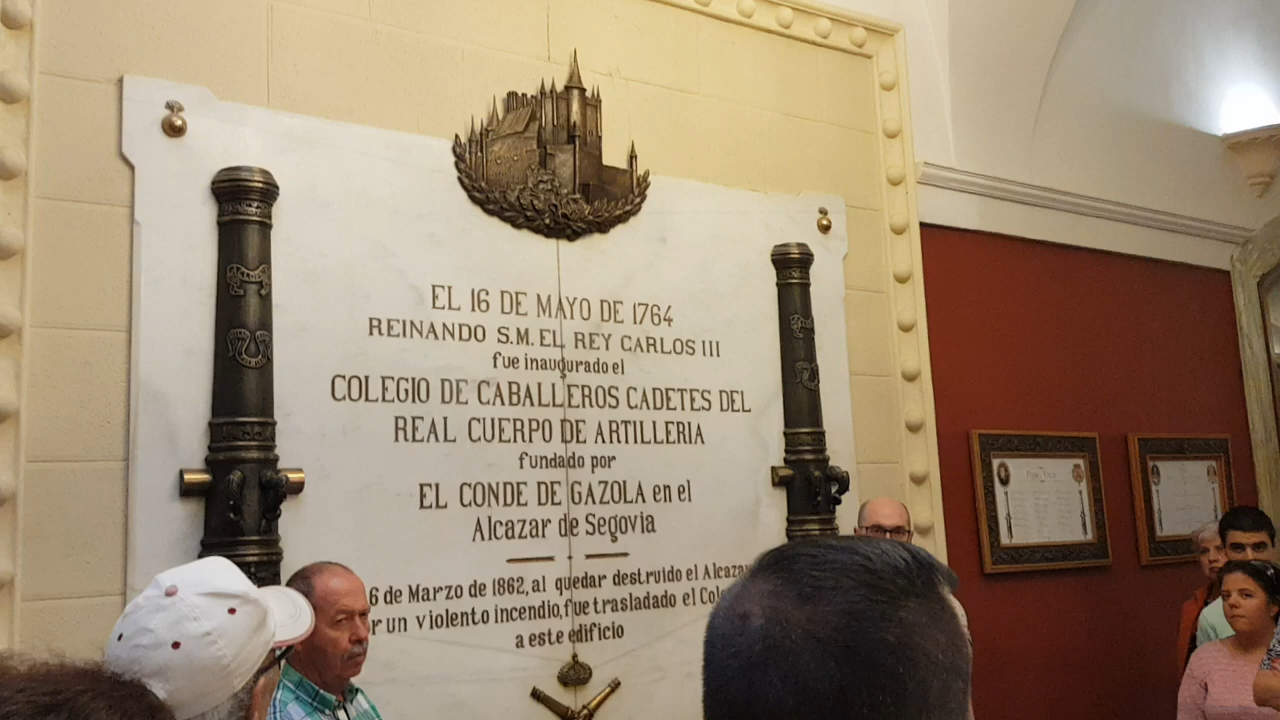 EL 16 DE MAYO DE 1764
REINANDO S.M. EL REY CARLOS III
fue inaugurado el
COLEGIO DE CABALLEROS CADETES DEL
REAL CUERPO DE ARTILLERIA
fundado por
EL CONDE DE GAZOLA en el
Alcazar de Segovia
6 de Marzo de 1862, al quedar destruido el Alcazar
un violento incendio, fue trasladado el
a este edificio